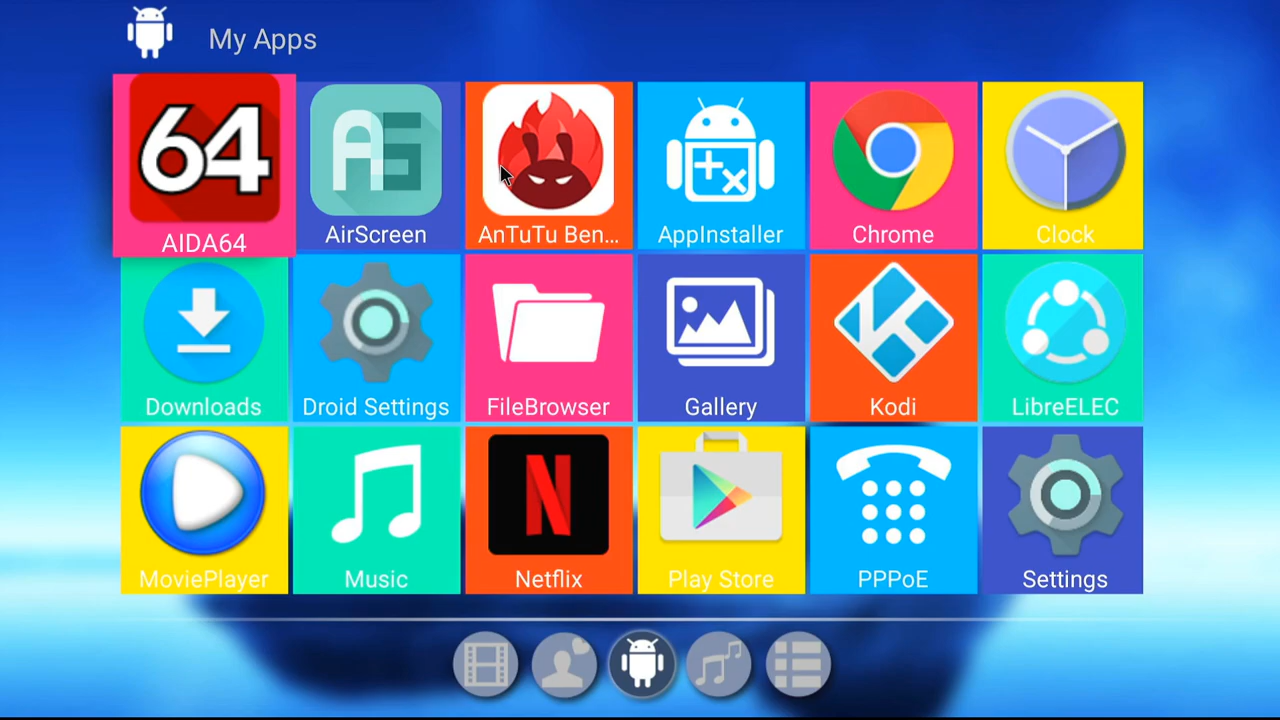 My Apps
64
AS
AIDA64
AirScreen
AnTuTu Ben...
AppInstaller
Chrome
Clock
Downloads
Droid Settings
FileBrowser
Gallery
Kodi
LibreELEC
N
MoviePlayer
Music
Netflix
Play Store
PPPoE
Settings